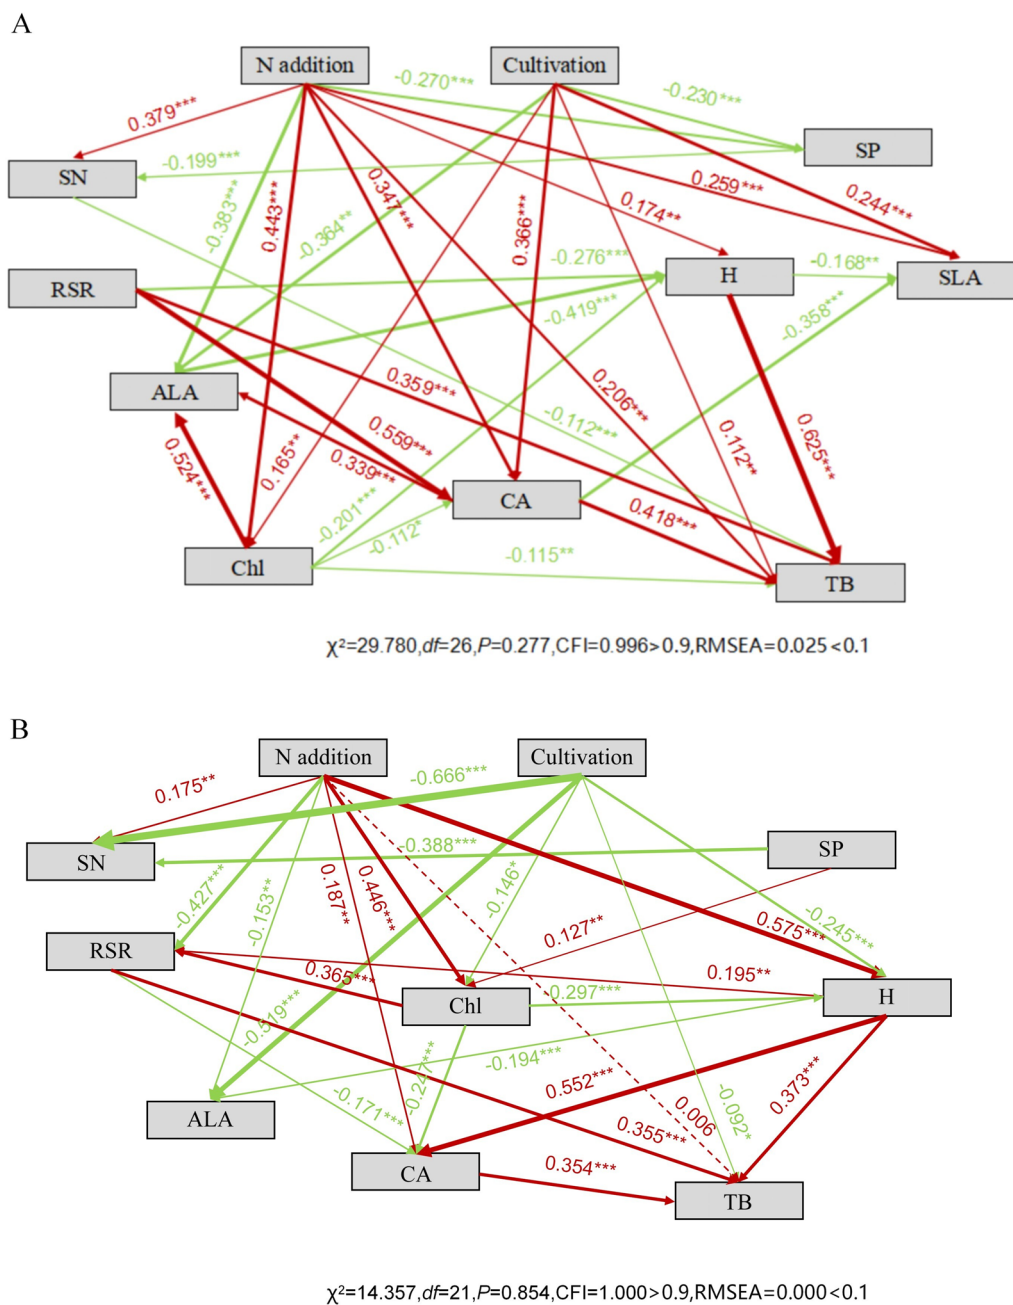 A
N addition
Cultivation
-0.270***
-0.230***
0.379***
SP
-0.199***
SN
0.259***
0.244***
-0.383***
0.443***
-0.364**
0.347***
0.366***
0.174**
-0.276***
H
-0.168**
SLA
RSR
-0.419***
-0.358***
ALA
0.359***
0.206***
-0.112***
0.559***
0.339***
0.165**
0.112**
0.625***
0.524***
CA
-0.201***
-0.112*
0.418***
Chl
-0.115**
TB
χ²=29.780,df=26,P=0.277,CFI=0.996>0.9,RMSEA=0.025<0.1
B
N addition
Cultivation
0.175**
-0.666***
-0.388***
SP
SN
-0.427***
-0.153**
0.187**
0.446***
-0.146*
0.127**
0.575***
-0.245***
RSR
0.365***
0.195**
Chl
-0.297***
H
-0.519***
-0.247***
-0.194***
0.552***
0.373***
ALA
-0.171***
0.355***
0.006
-0.092*
CA
0.354***
TB
χ²=14.357,df=21,P=0.854,CFI=1.000>0.9,RMSEA=0.000<0.1